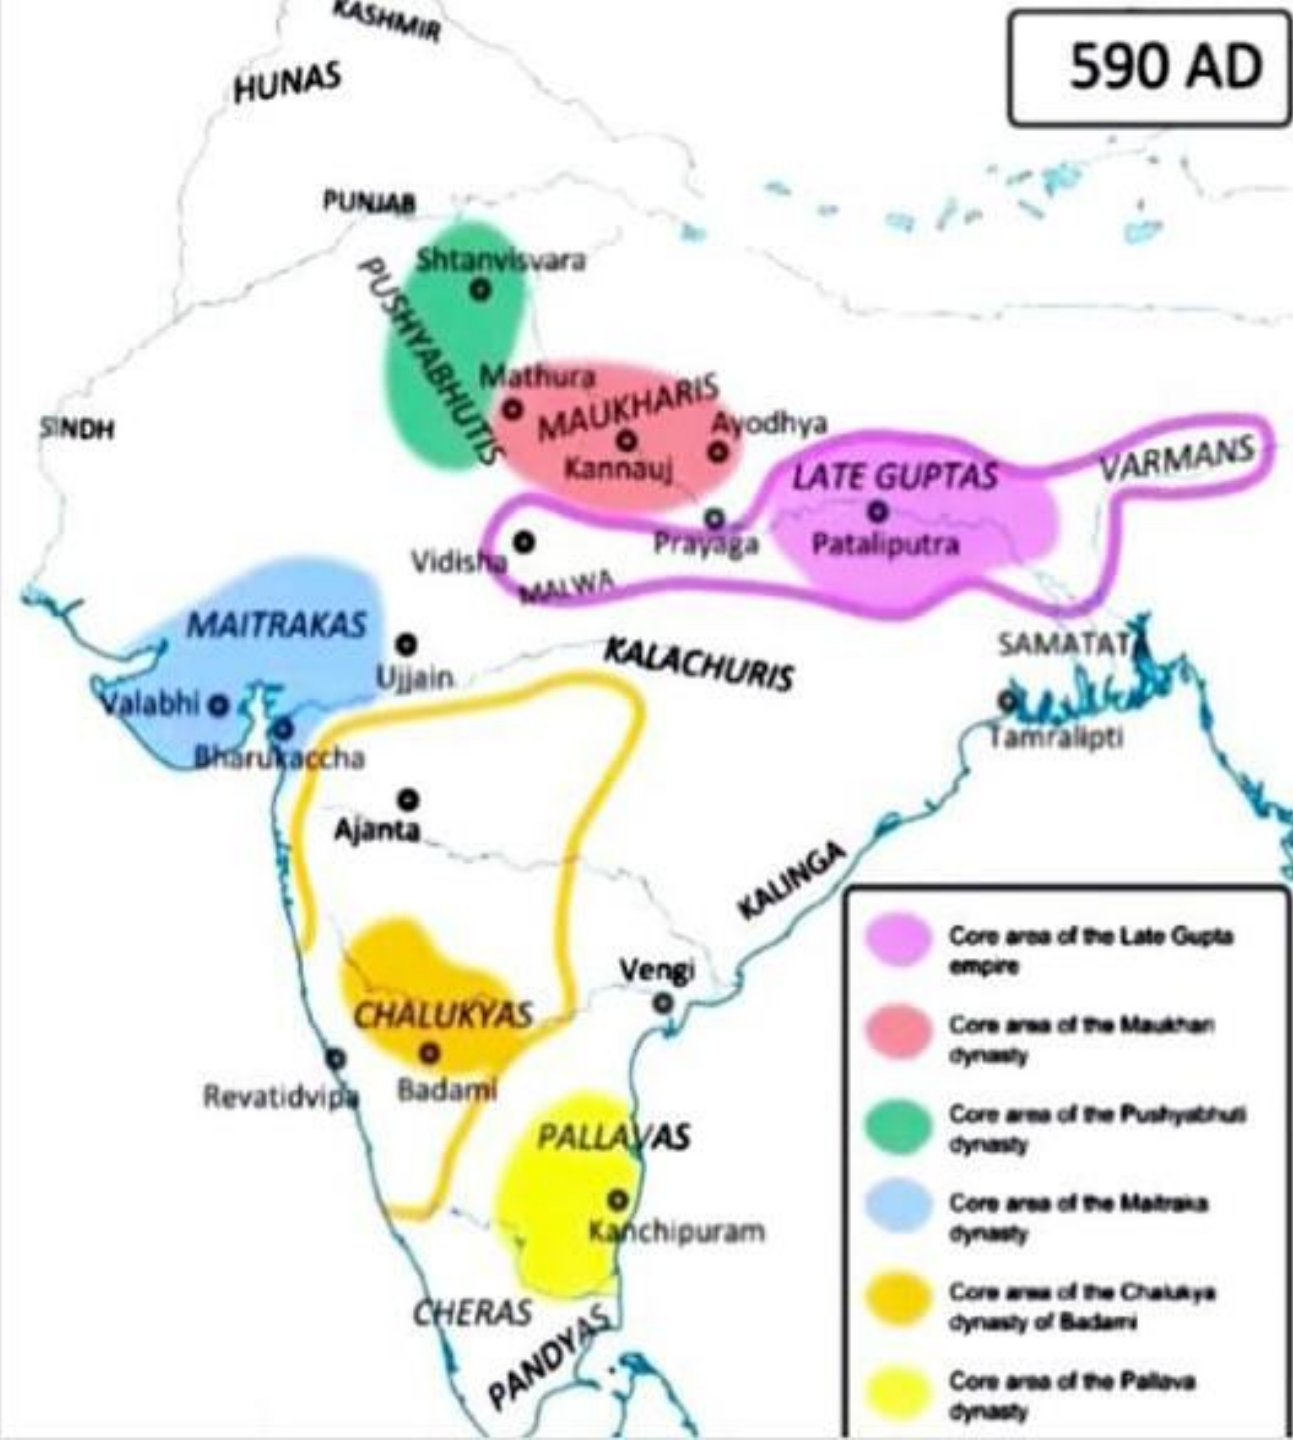 KASHMIR
590 AD
HUNAS
PUNJAB
Shtanvisvara
PUSHYABHUTIS
Mathura
MAUKHARIS
Ayodhya
SINDH
Kannauj
VARMANS
LATE GUPTAS
Prayaga
Pataliputra
Vidisha
MALWA
MAITRAKAS
SAMATATA
KALACHURIS
Ujjain
Valabhi
Tamralipti
Bharukaccha
Ajanta
KALINGA
Vengi
CHALUKYAS
Revatidvipa
Badami
PALLAVAS
Kanchipuram
CHERAS
PANDYAS
Core area of the Late Gupta
empire
Core area of the Maukhari
dynasty
Core area of the Pushyabhuti
dynasty
Core area of the Maitraka
dynasty
Core area of the Chalukya
dynasty of Badami
Core area of the Pallava
dynasty